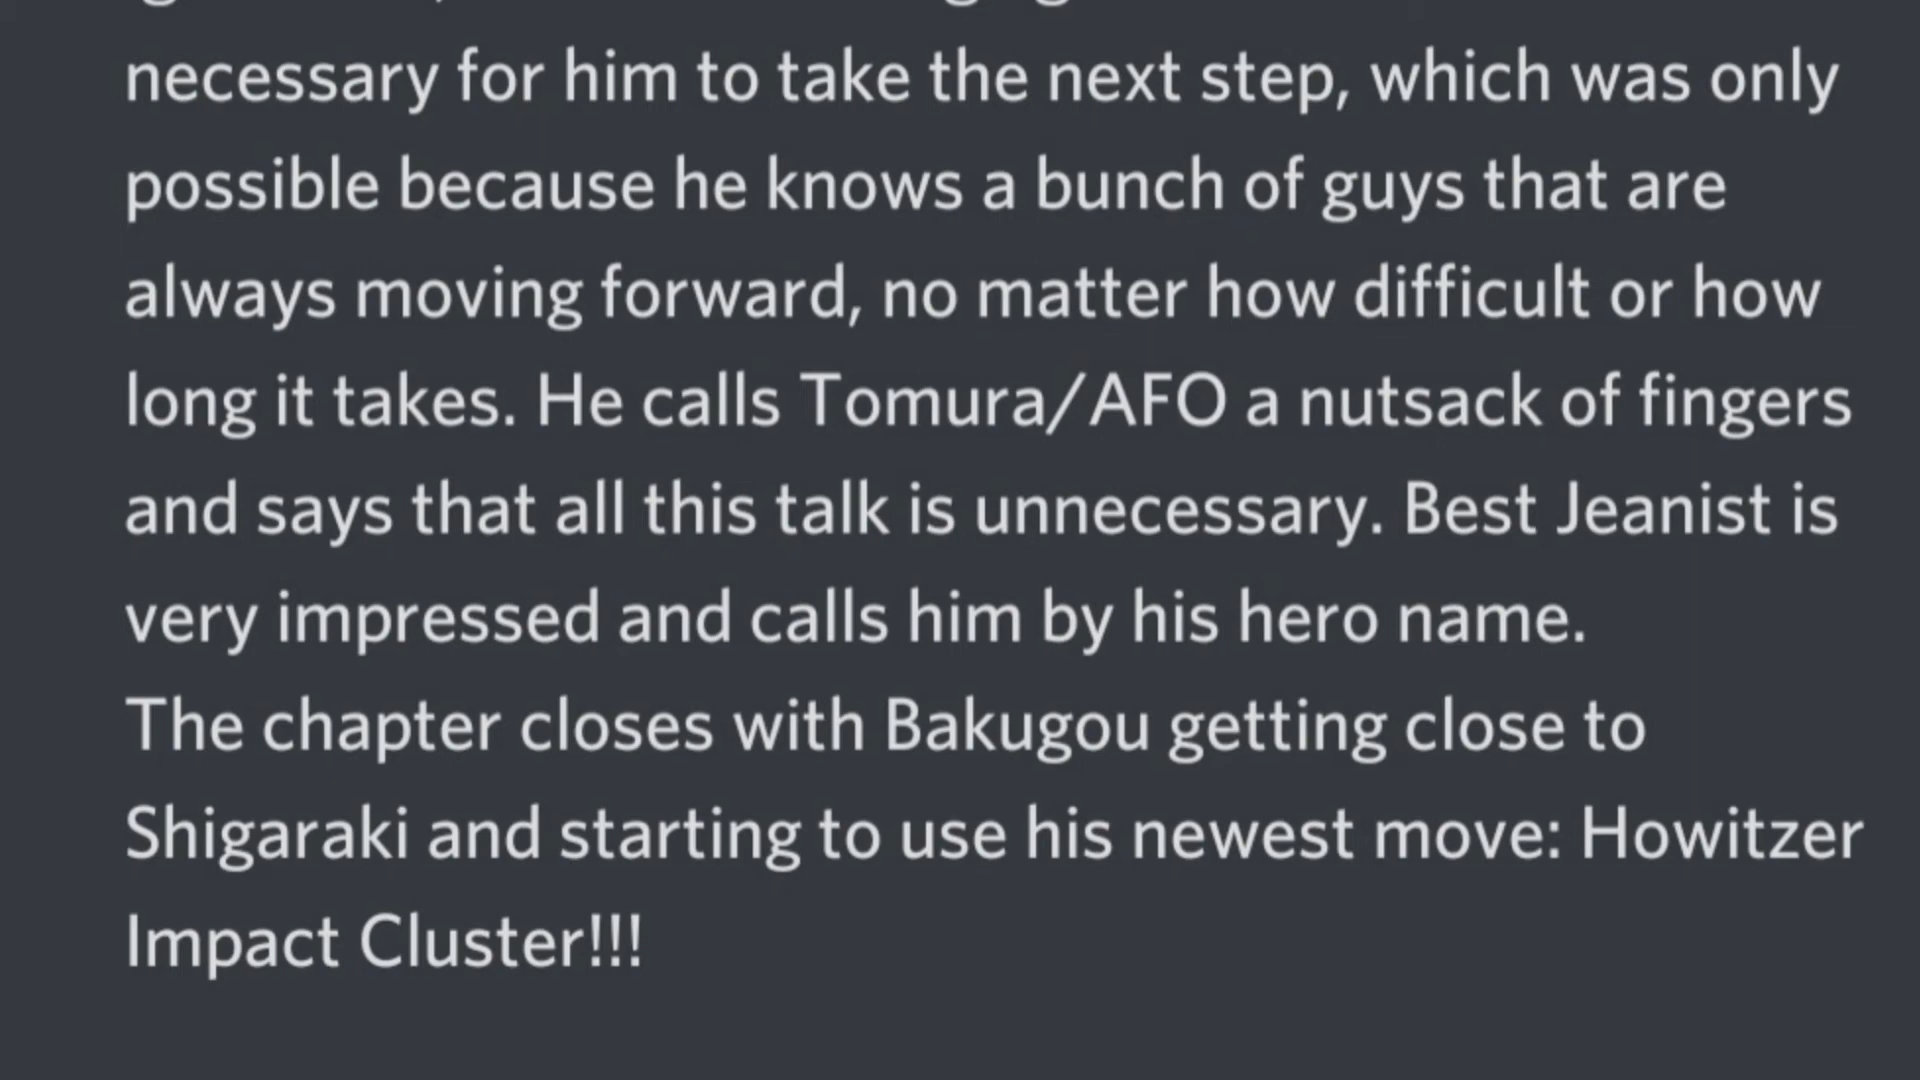 necessary for him to take the next step, which was only
possible because he knows a bunch of guys that are
always moving forward, no matter how difficult or how
long it takes. He calls Tomura/AFO a nutsack of fingers
and says that all this talk is unnecessary. Best Jeanist is
very impressed and calls him by his hero name.
The chapter closes with Bakugou getting close to
Shigaraki and starting to use his newest move: Howitzer
Impact Cluster!!!